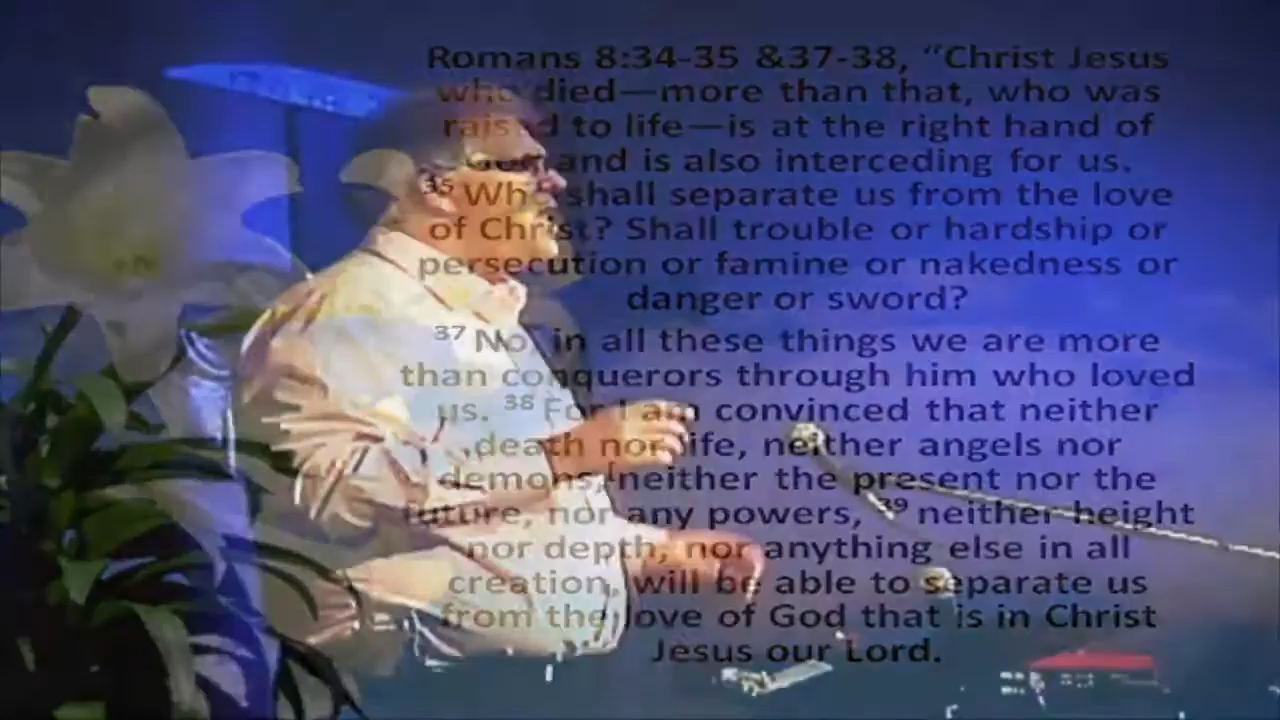 Romans 8:34-35 &37-38, “Christ Jesus
who died—more than that, who was
raised to life—is at the right hand of
God and is also interceding for us.
35 Who shall separate us from the love
of Christ? Shall trouble or hardship or
persecution or famine or nakedness or
danger or sword?
37 No, in all these things we are more
than conquerors through him who loved
us. 38 For I am convinced that neither
death nor life, neither angels nor
demons, neither the present nor the
future, nor any powers, 39 neither height
nor depth, nor anything else in all
creation, will be able to separate us
from the love of God that is in Christ
Jesus our Lord.